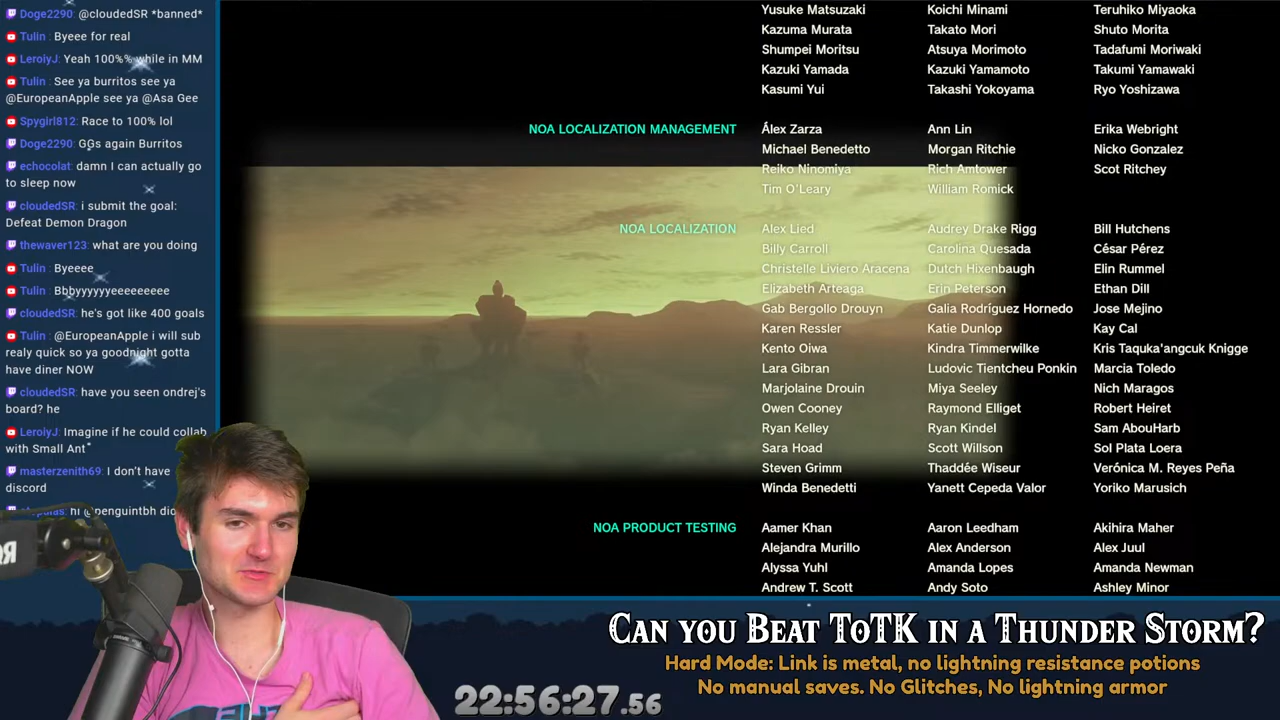 Doge2290: @cloudedSR *banned*
Tulin : Byeee for real
LeroiyJ: Yeah 100%% while in MM
Tulin : See ya burritos see ya
@EuropeanApple see ya @Asa Gee
Spygirl812: Race to 100% lol
Doge2290: GGs again Burritos
echocolat: damn I can actually go
to sleep now
cloudedSR: i submit the goal:
Defeat Demon Dragon
thewaver123: what are you doing
Tulin : Byeeee
Tulin : Bbbyyyyyyeeeeeeeee
cloudedSR: he's got like 400 goals
Tulin : @EuropeanApple i will sub
realy quick so ya goodnight gotta
have diner NOW
cloudedSR: have you seen ondrej's
board? he
LeroiyJ: Imagine if he could collab
with Small Ant"
masterzenith69: I don't have
discord
hi @penguintbh
Yusuke Matsuzaki Koichi Minami Teruhiko Miyaoka
Kazuma Murata Takato Mori Shuto Morita
Shumpei Moritsu Atsuya Morimoto Tadafumi Moriwaki
Kazuki Yamada Kazuki Yamamoto Takumi Yamawaki
Kasumi Yui Takashi Yokoyama Ryo Yoshizawa
NOA LOCALIZATION MANAGEMENT Álex Zarza Ann Lin Erika Webright
Michael Benedetto Morgan Ritchie Nicko Gonzalez
Reiko Ninomiya Rich Amtower Scot Ritchey
Tim O'Leary William Romick
NOA LOCALIZATION Alex Lied Audrey Drake Rigg Bill Hutchens
Billy Carroll Carolina Quesada César Pérez
Christelle Liviero Aracena Dutch Hixenbaugh Elin Rummel
Elizabeth Arteaga Erin Peterson Ethan Dill
Gab Bergollo Drouyn Galia Rodríguez Hornedo Jose Mejino
Karen Ressler Katie Dunlop Kay Cal
Kento Oiwa Kindra Timmerwilke Kris Taquka'angcuk Knigge
Lara Gibran Ludovic Tientcheu Ponkin Marcia Toledo
Marjolaine Drouin Miya Seeley Nich Maragos
Owen Cooney Raymond Elliget Robert Heiret
Ryan Kelley Ryan Kindel Sam AbouHarb
Sara Hoad Scott Willson Sol Plata Loera
Steven Grimm Thaddée Wiseur Verónica M. Reyes Peña
Winda Benedetti Yanett Cepeda Valor Yoriko Marusich
NOA PRODUCT TESTING Aamer Khan Aaron Leedham Akihira Maher
Alejandra Murillo Alex Anderson Alex Juul
Alyssa Yuhl Amanda Lopes Amanda Newman
Andrew T. Scott Andy Soto Ashley Minor
CAN YOU BEAT TOTK IN A THUNDER STORM?
Hard Mode: Link is metal, no lightning resistance potions
No manual saves. No Glitches, No lightning armor
22:56:27.56